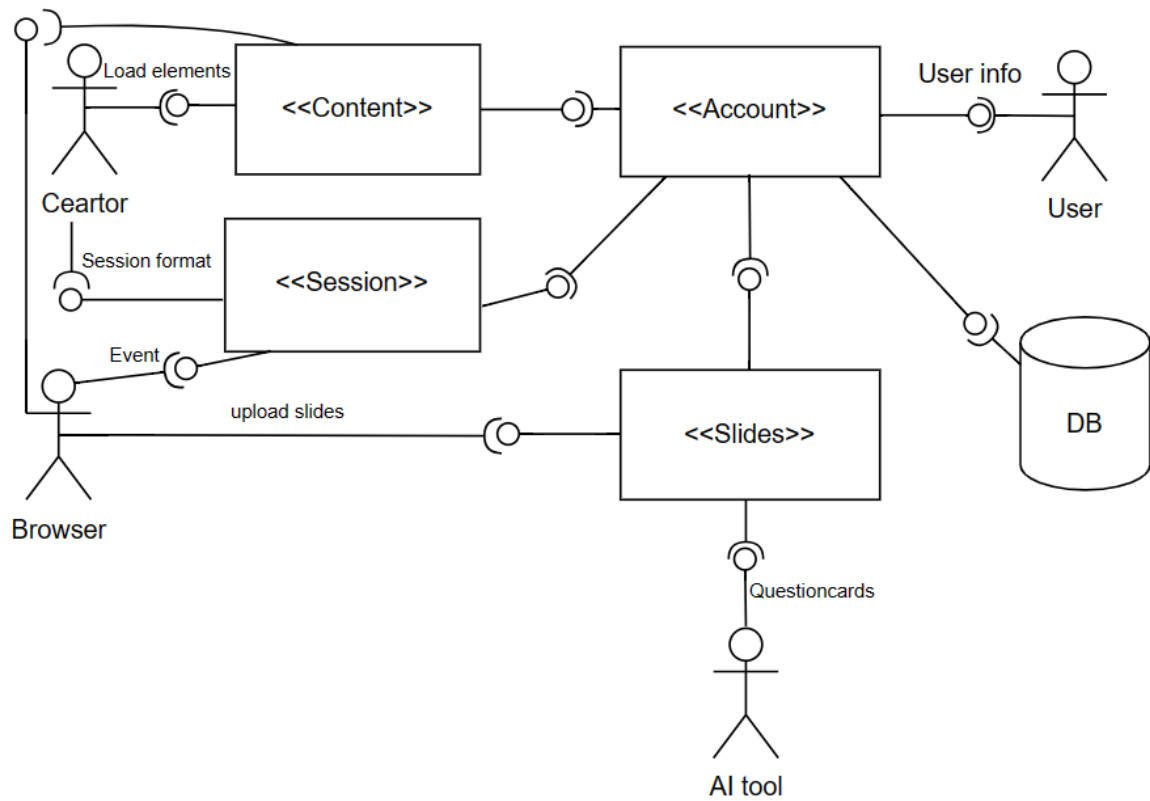 Load elements
<<Content>>
<<Account>>
User info
Ceartor
User
Session format
<<Session>>
Event
upload slides
<<Slides>>
DB
Browser
Questioncards
AI tool